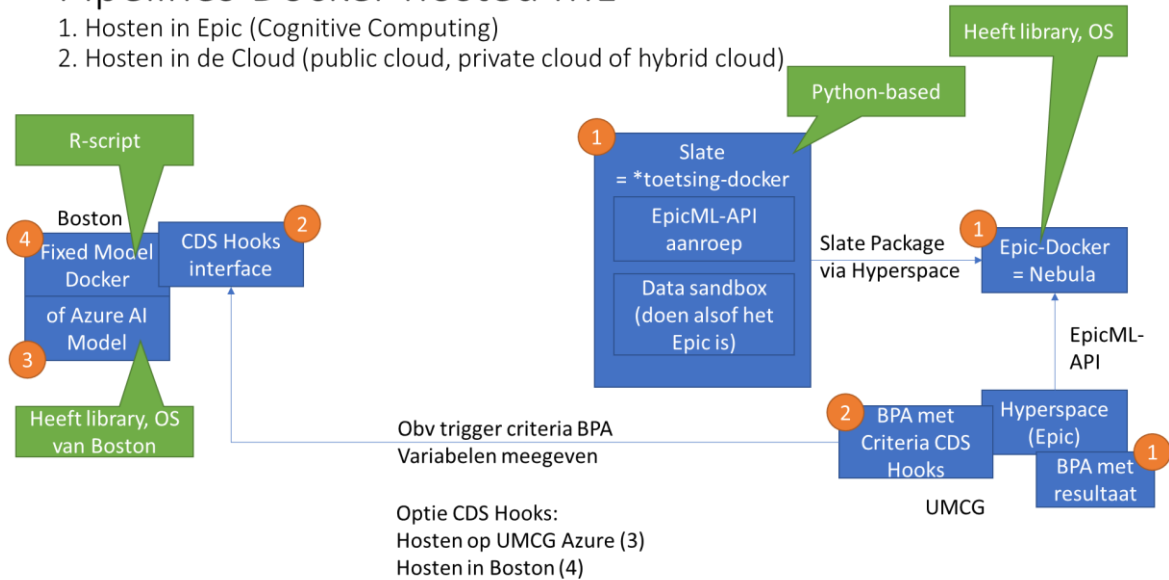 Pipelines Docker hosted ML
1. Hosten in Epic (Cognitive Computing)
2. Hosten in de Cloud (public cloud, private cloud of hybrid cloud)
Heeft library, OS
Python-based
R-script
1
Slate
= *toetsing-docker
EpicML-API
aanroep
Data sandbox
(doen alsof het
Epic is)
Boston
4
Fixed Model
Docker
of Azure AI
Model
3
2
CDS Hooks
interface
Slate Package
via Hyperspace
1
Epic-Docker
= Nebula
EpicML-
API
Heeft library, OS
van Boston
Obv trigger criteria BPA
Variabelen meegeven
2
BPA met
Criteria CDS
Hooks
Hyperspace
(Epic)
1
BPA met
resultaat
UMCG
Optie CDS Hooks:
Hosten op UMCG Azure (3)
Hosten in Boston (4)